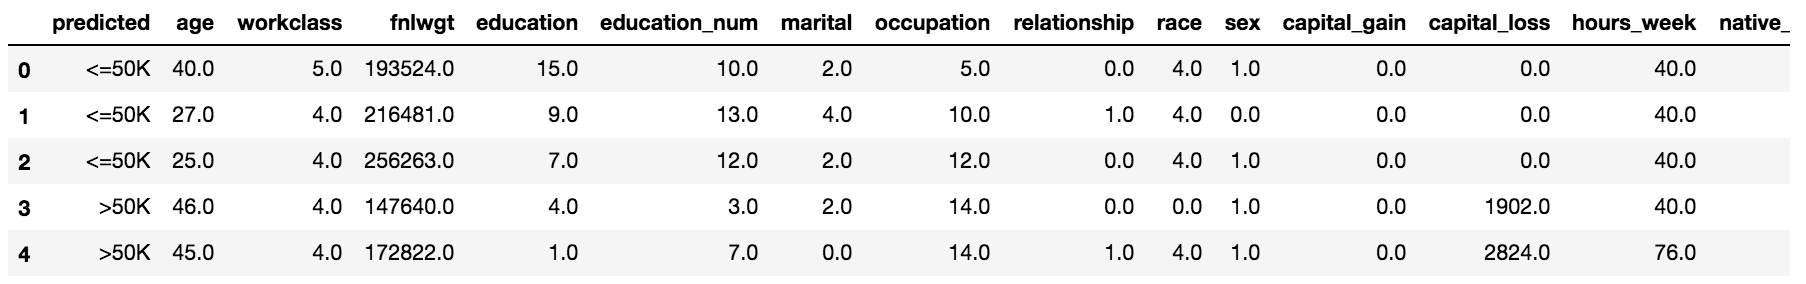 predicted age workclass fnlwgt education education_num marital occupation relationship race sex capital_gain capital_loss hours_week native_
0 <=50K 40.0 5.0 193524.0 15.0 10.0 2.0 5.0 0.0 4.0 1.0 0.0 0.0 40.0
1 <=50K 27.0 4.0 216481.0 9.0 13.0 4.0 10.0 1.0 4.0 0.0 0.0 0.0 40.0
2 <=50K 25.0 4.0 256263.0 7.0 12.0 2.0 12.0 0.0 4.0 1.0 0.0 0.0 40.0
3 >50K 46.0 4.0 147640.0 4.0 3.0 2.0 14.0 0.0 0.0 1.0 0.0 1902.0 40.0
4 >50K 45.0 4.0 172822.0 1.0 7.0 0.0 14.0 1.0 4.0 1.0 0.0 2824.0 76.0